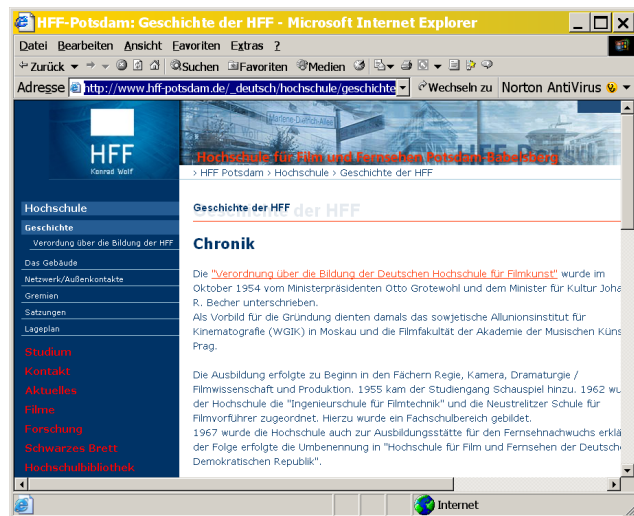 HFF-Potsdam: Geschichte der HFF - Microsoft Internet Explorer
Datei Bearbeiten Ansicht Favoriten Extras ?
Zurück Suchen Favoriten Medien
Adresse http://www.hff-potsdam.de/_deutsch/hochschule/geschichte Wechseln zu Norton AntiVirus
Marlene-Dietrich-Allee
HFF
Konrad Wolf
Hochschule für Film und Fernsehen Potsdam-Babelsberg
> HFF Potsdam > Hochschule > Geschichte der HFF
Hochschule
Geschichte
Verordung über die Bildung der HFF
Das Gebäude
Netzwerk/Außenkontakte
Gremien
Satzungen
Lageplan
Studium
Kontakt
Aktuelles
Filme
Forschung
Schwarzes Brett
Hochschulbibliothek
Geschichte der HFF
Geschichte der HFF
Chronik
Die "Verordnung über die Bildung der Deutschen Hochschule für Filmkunst" wurde im
Oktober 1954 vom Ministerpräsidenten Otto Grotewohl und dem Minister für Kultur Joha
R. Becher unterschrieben.
Als Vorbild für die Gründung dienten damals das sowjetische Allunionsinstitut für
Kinematografie (WGIK) in Moskau und die Filmfakultät der Akademie der Musischen Küns
Prag.
Die Ausbildung erfolgte zu Beginn in den Fächern Regie, Kamera, Dramaturgie /
Filmwissenschaft und Produktion. 1955 kam der Studiengang Schauspiel hinzu. 1962 wu
der Hochschule die "Ingenieurschule für Filmtechnik" und die Neustrelitzer Schule für
Filmvorführer zugeordnet. Hierzu wurde ein Fachschulbereich gebildet.
1967 wurde die Hochschule auch zur Ausbildungsstätte für den Fernsehnachwuchs erklä
der Folge erfolgte die Umbenennung in "Hochschule für Film und Fernsehen der Deutsch
Demokratischen Republik".
Internet